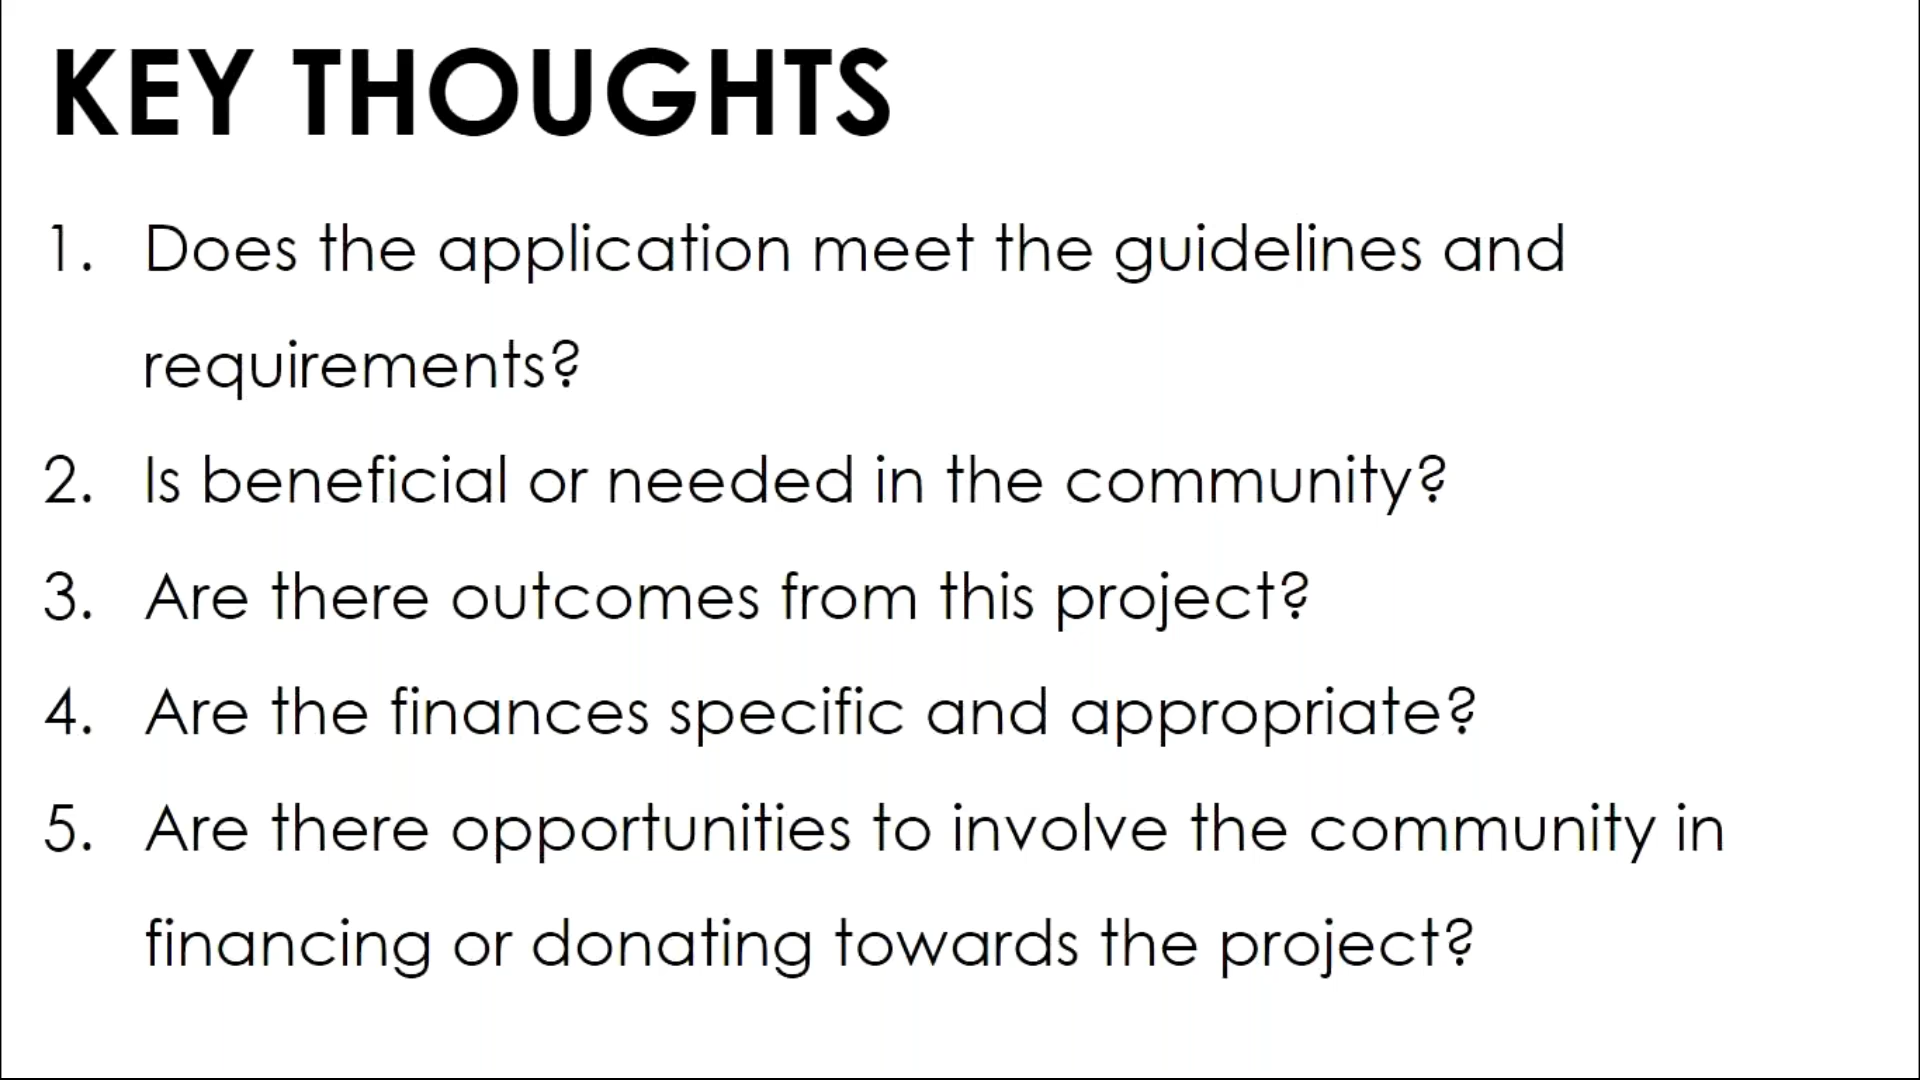 KEY THOUGHTS
1. Does the application meet the guidelines and
requirements?
2. Is beneficial or needed in the community?
3. Are there outcomes from this project?
4. Are the finances specific and appropriate?
5. Are there opportunities to involve the community in
financing or donating towards the project?